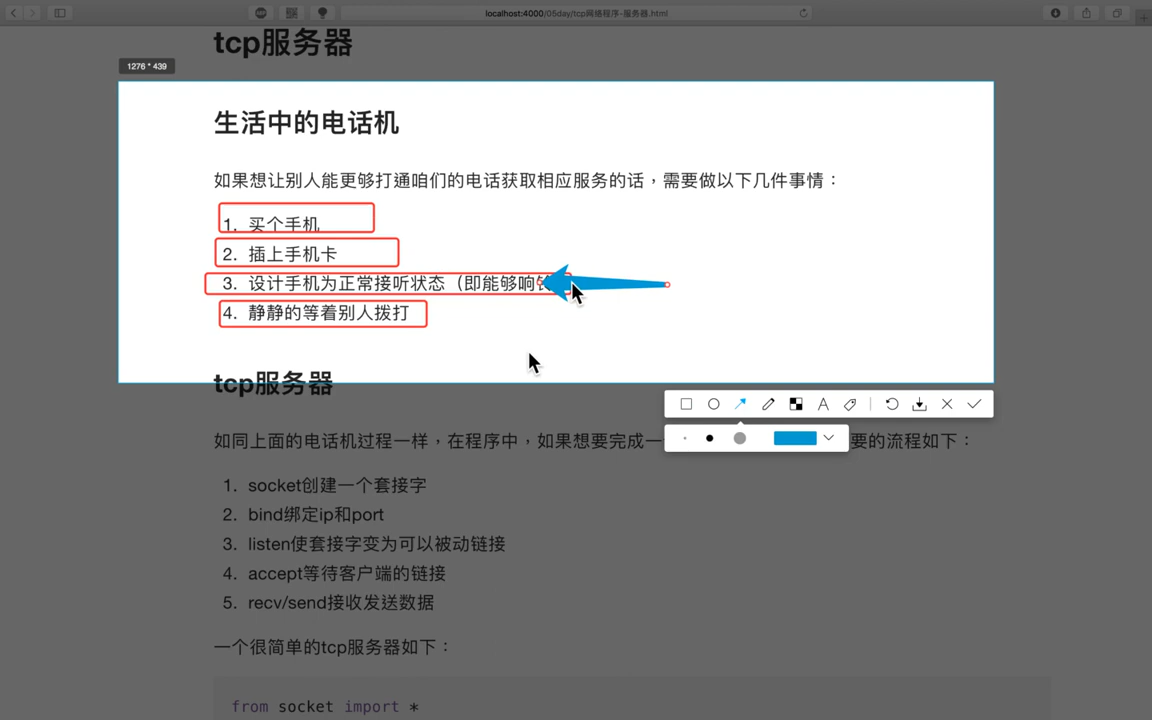 localhost:4000/05day/tcp网络程序-服务器.html
tcp服务器
1276 * 439
生活中的电话机
如果想让别人能更够打通咱们的电话获取相应服务的话，需要做以下几件事情：
1. 买个手机
2. 插上手机卡
3. 设计手机为正常接听状态（即能够响
4. 静静的等着别人拨打
tcp服务器
如同上面的电话机过程一样，在程序中，如果想要完成一 要的流程如下：
1. socket创建一个套接字
2. bind绑定ip和port
3. listen使套接字变为可以被动链接
4. accept等待客户端的链接
5. recv/send接收发送数据
一个很简单的tcp服务器如下：
from socket import *